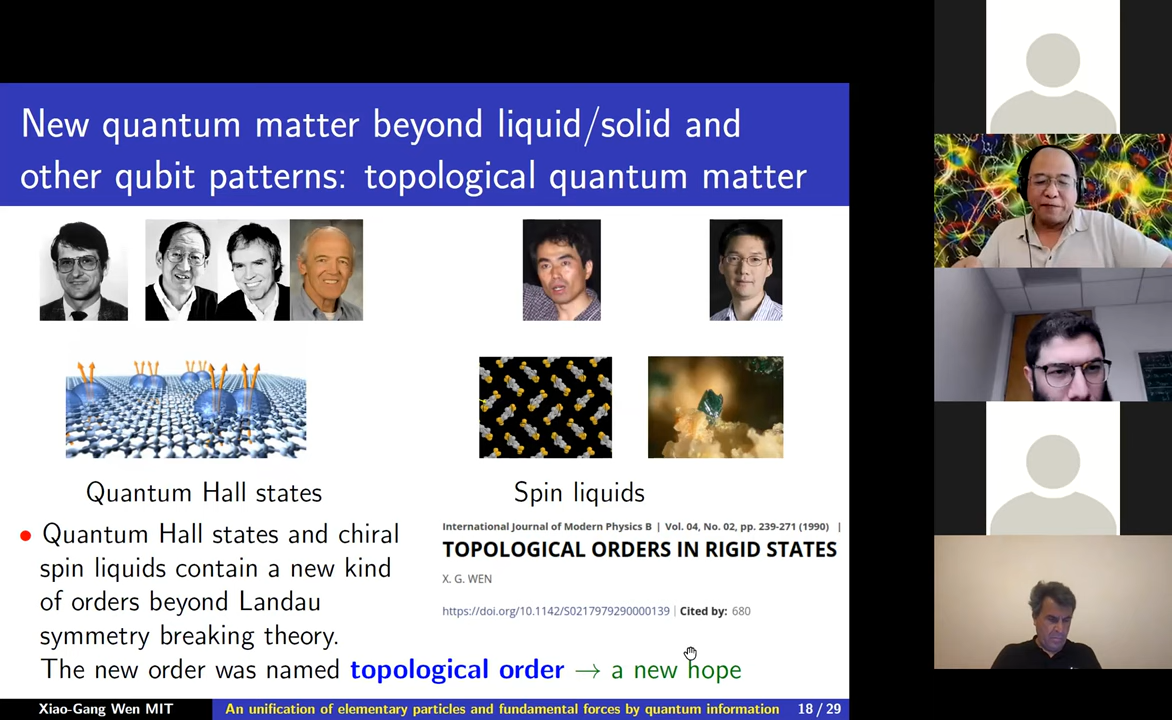 New quantum matter beyond liquid/solid and
other qubit patterns: topological quantum matter
Quantum Hall states
Spin liquids
• Quantum Hall states and chiral
spin liquids contain a new kind
of orders beyond Landau
symmetry breaking theory.
The new order was named topological order → a new hope
International Journal of Modern Physics B | Vol. 04, No. 02, pp. 239-271 (1990) |
TOPOLOGICAL ORDERS IN RIGID STATES
X. G. WEN
https://doi.org/10.1142/S0217979290000139 | Cited by: 680
Xiao-Gang Wen MIT
An unification of elementary particles and fundamental forces by quantum information
18 / 29